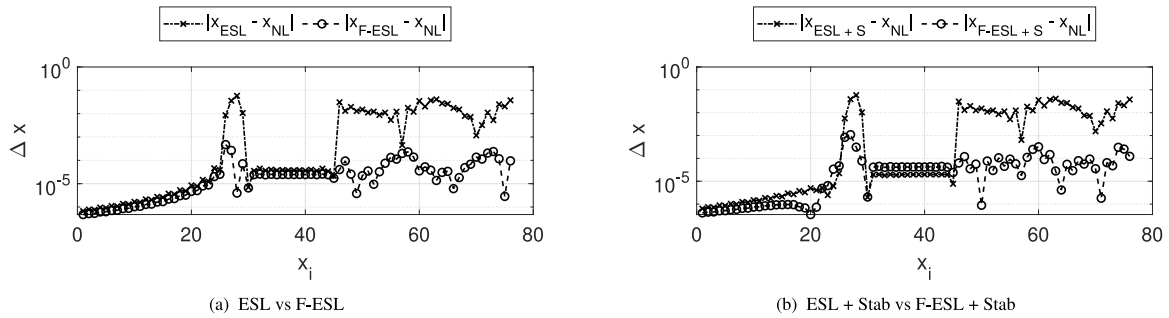 |x_ESL - x_NL| |x_F-ESL - x_NL|
10^0
10^-5
Δ x
0 20 40 60 80
x_i
(a) ESL vs F-ESL
|x_ESL + S - x_NL| |x_F-ESL + S - x_NL|
10^0
10^-5
Δ x
0 20 40 60 80
x_i
(b) ESL + Stab vs F-ESL + Stab